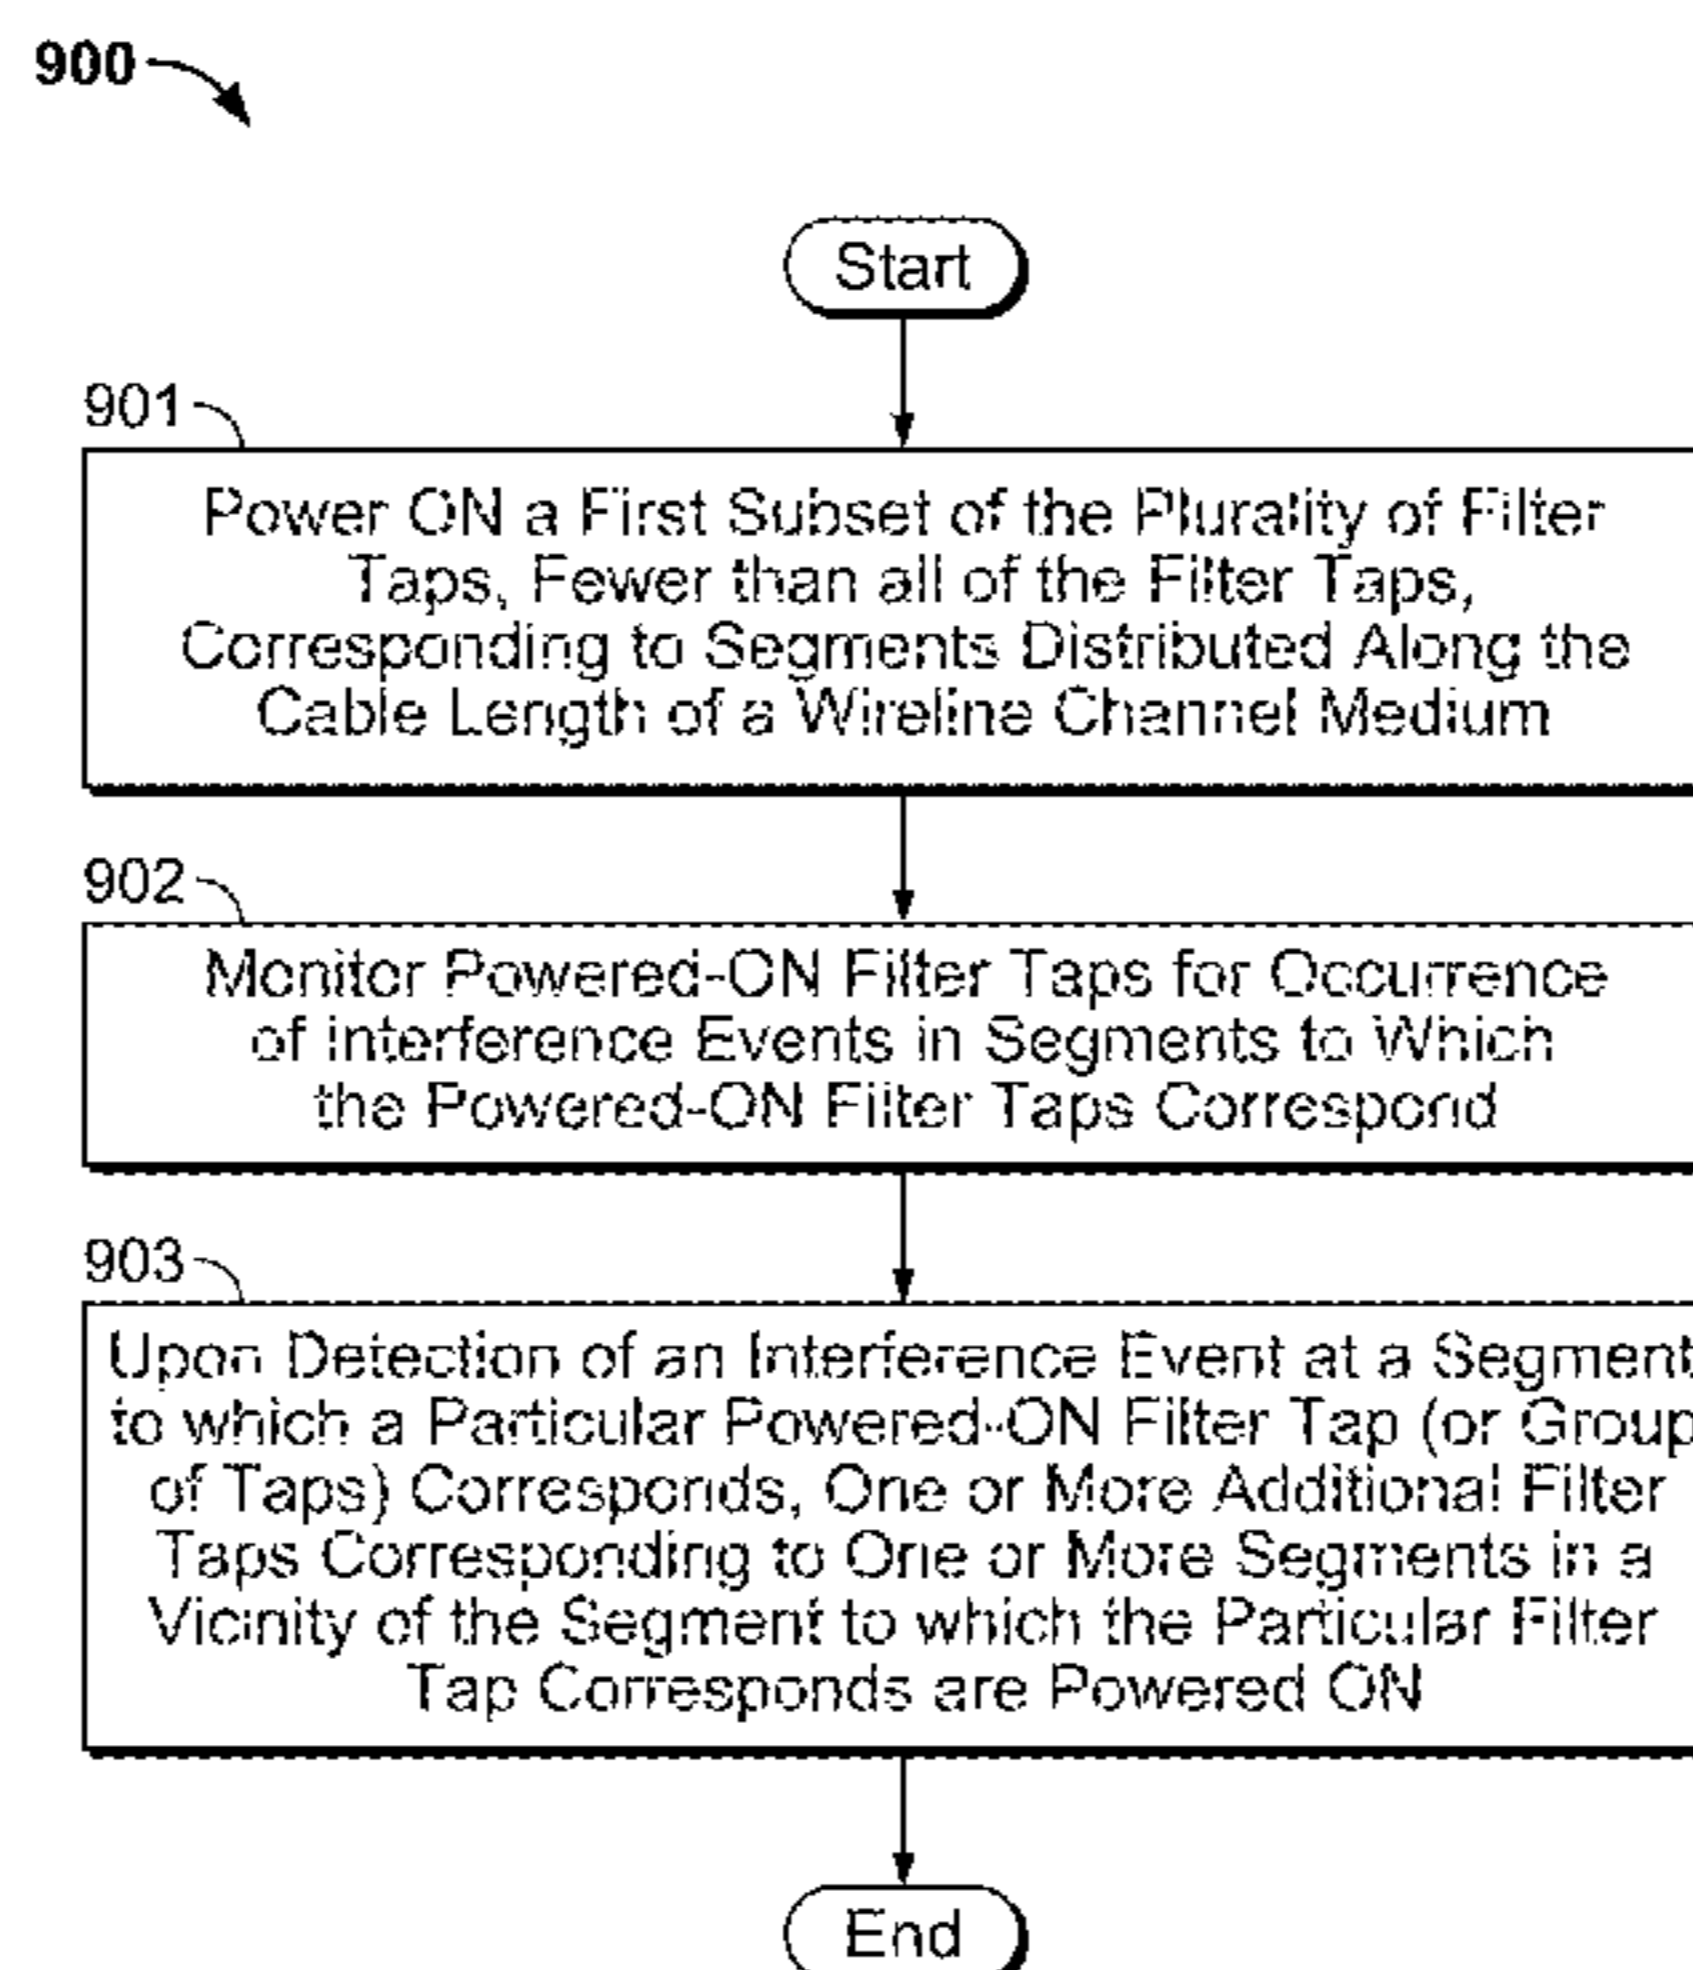 900
Start
901
Power ON a First Subset of the Plurality of Filter
Taps, Fewer than all of the Filter Taps,
Corresponding to Segments Distributed Along the
Cable Length of a Wireline Channel Medium
902
Monitor Powered-ON Filter Taps for Occurrence
of Interference Events in Segments to Which
the Powered-ON Filter Taps Correspond
903
Upon Detection of an Interference Event at a Segment
to which a Particular Powered-ON Filter Tap (or Group
of Taps) Corresponds, One or More Additional Filter
Taps Corresponding to One or More Segments in a
Vicinity of the Segment to which the Particular Filter
Tap Corresponds are Powered ON
End